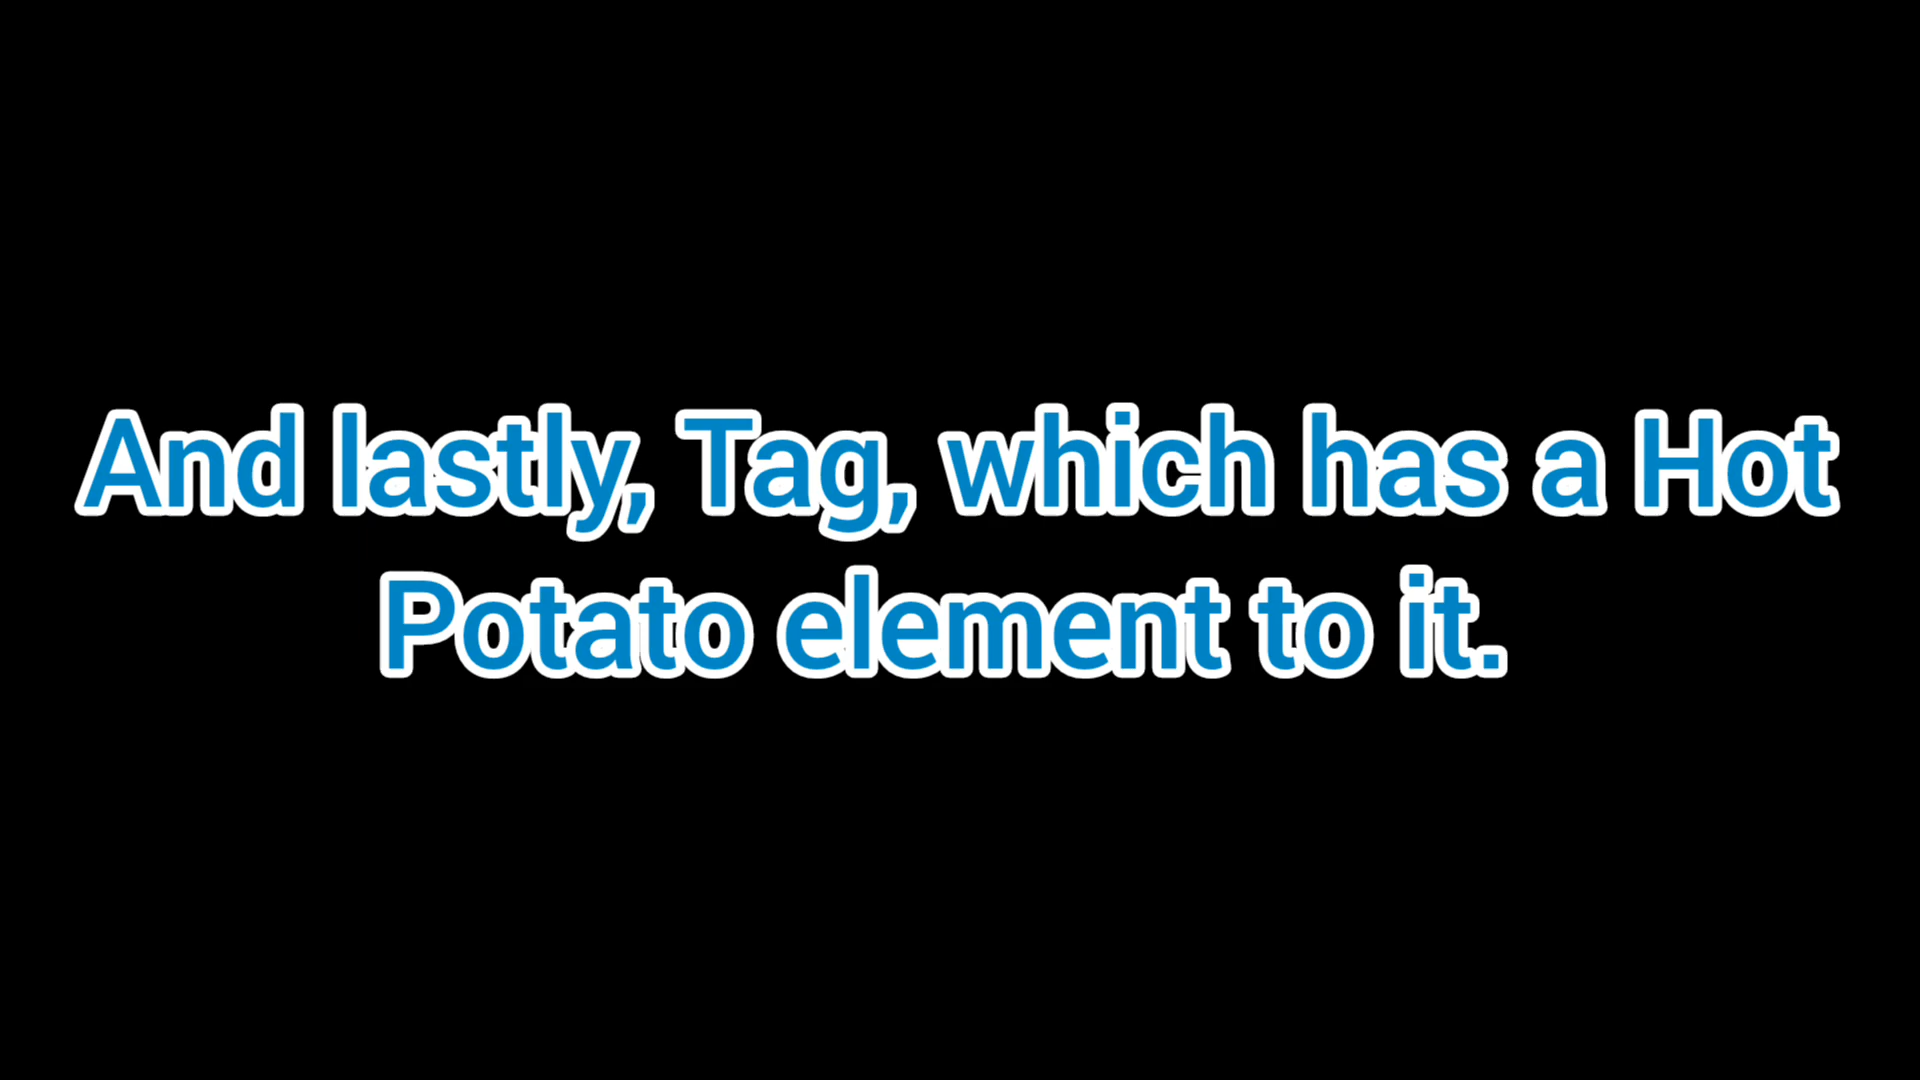 And lastly, Tag, which has a Hot
Potato element to it.